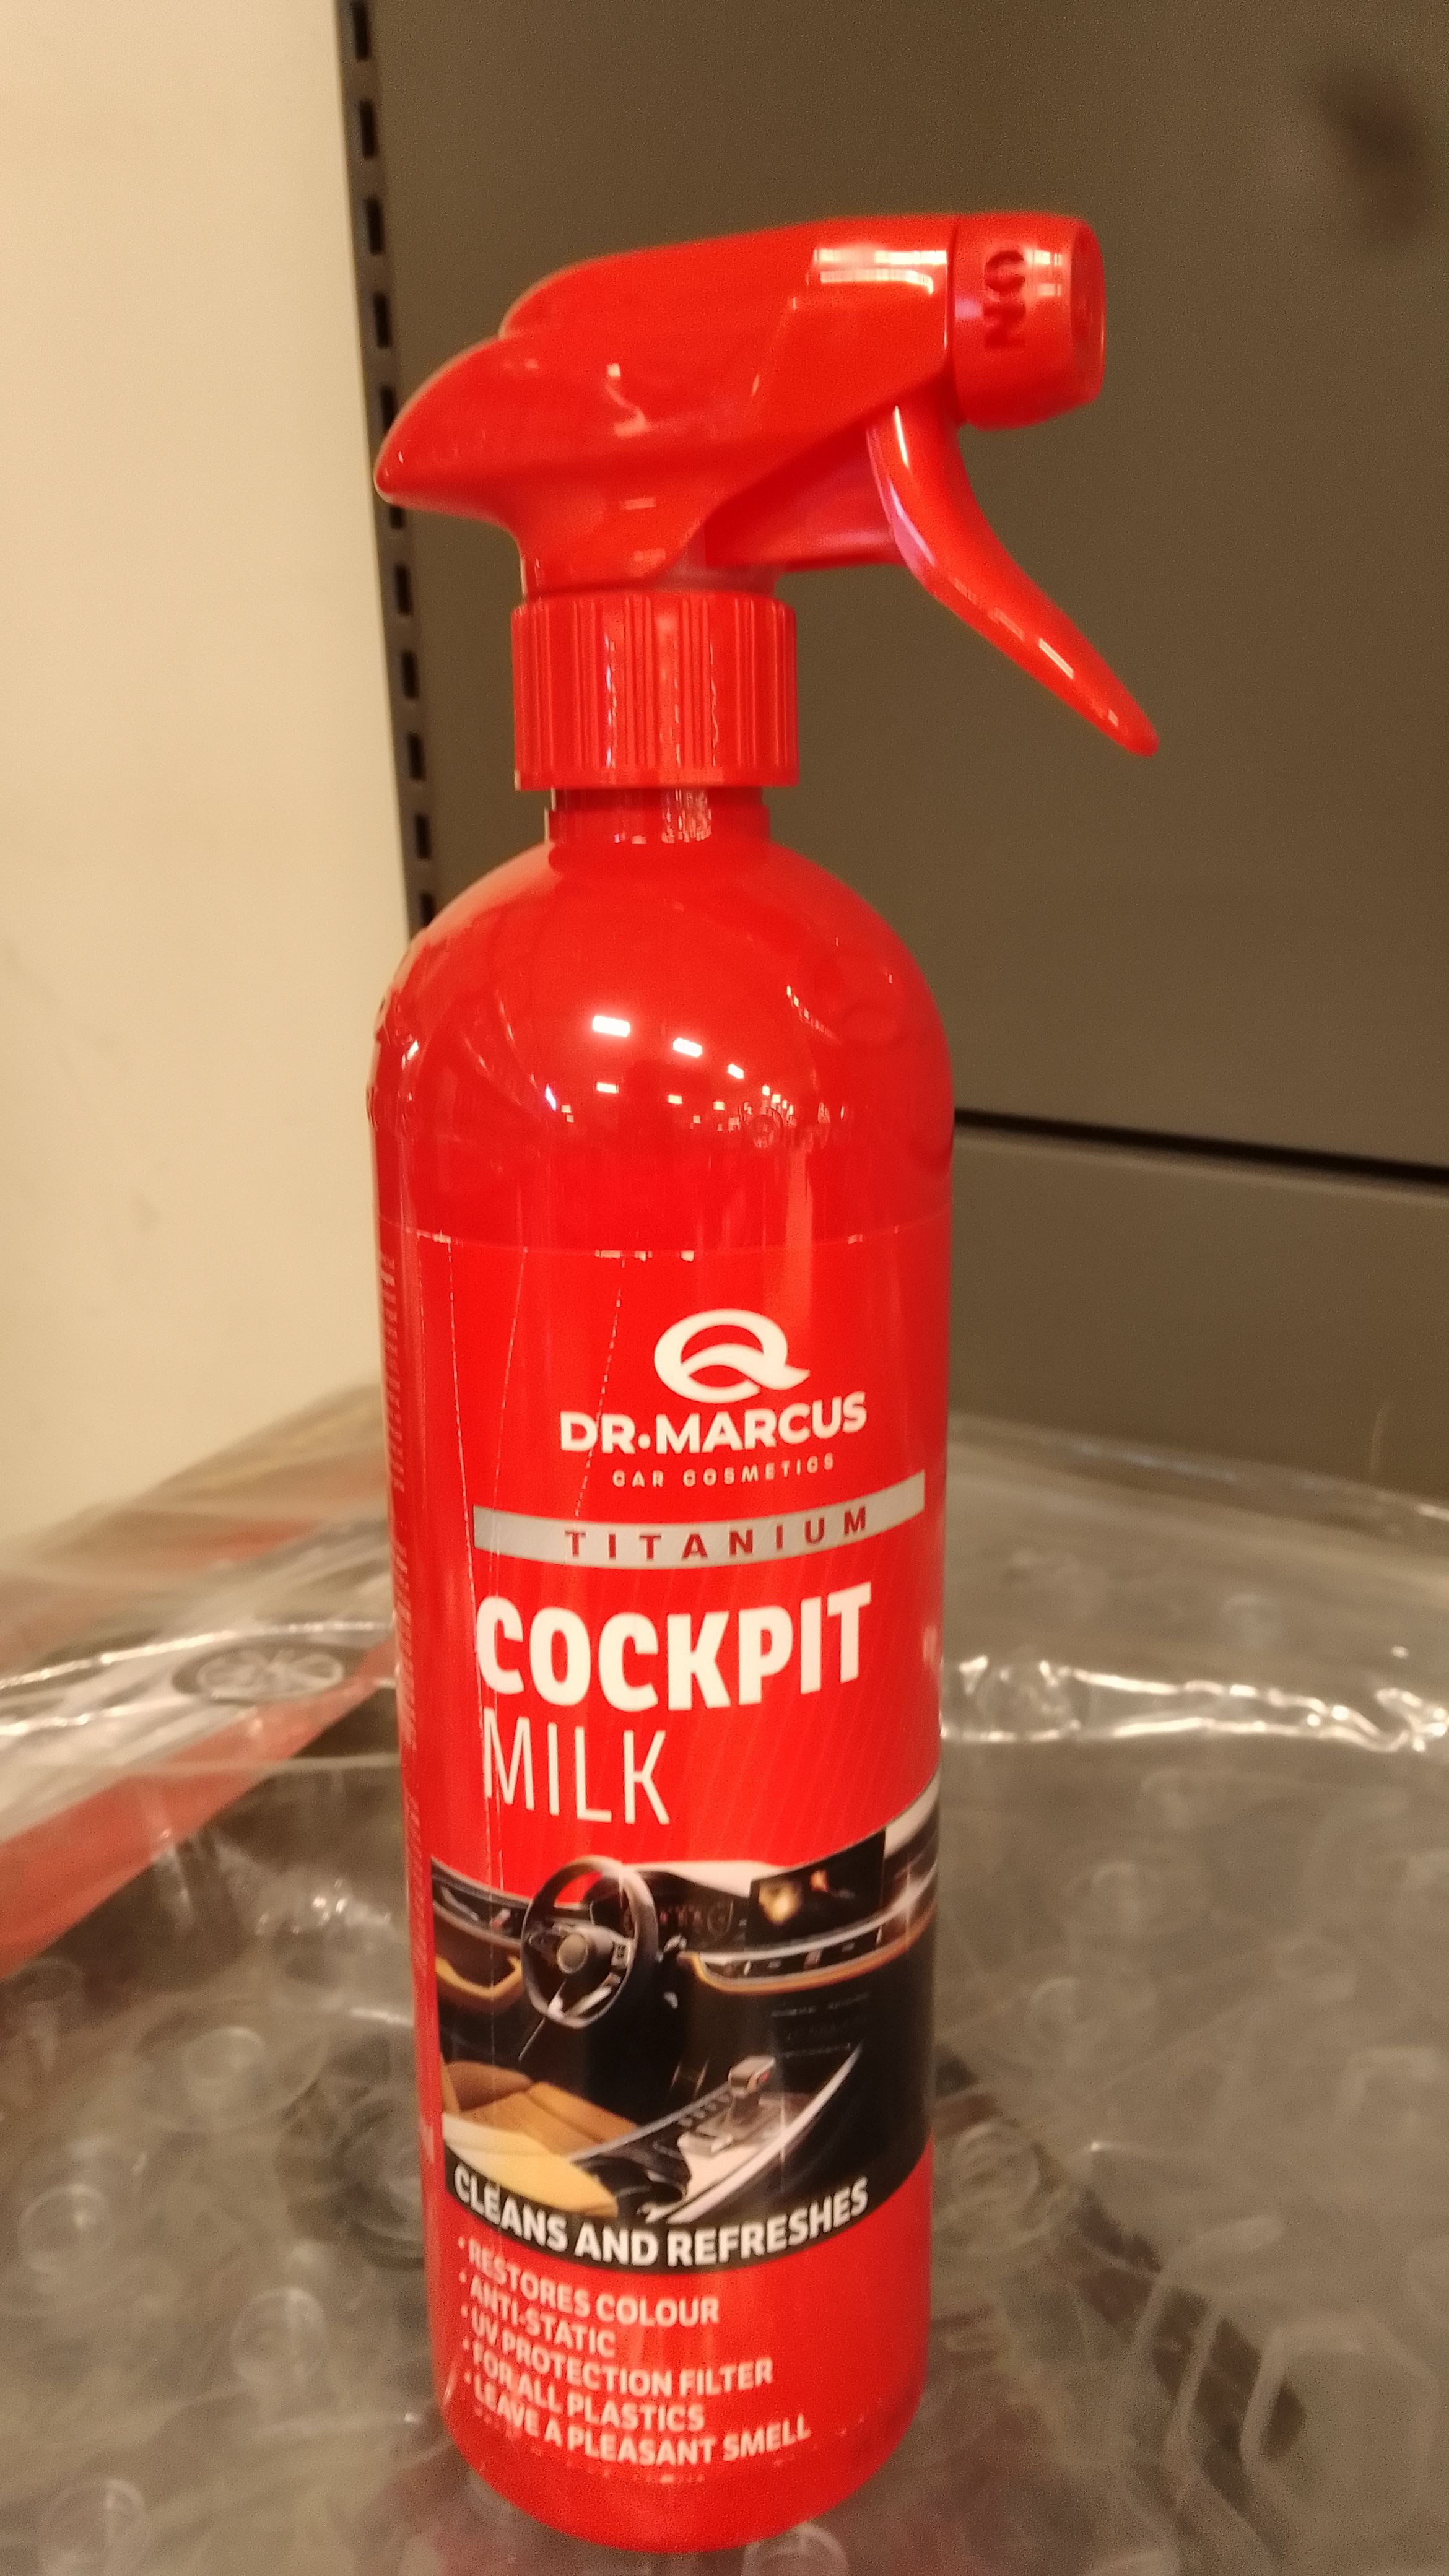 ON
DR.MARCUS
CAR COSMETICS
TITANIUM
COCKPIT
MILK
CLEANS AND REFRESHES
• RESTORES COLOUR
• ANTI-STATIC
• UV PROTECTION FILTER
• FOR ALL PLASTICS
• LEAVE A PLEASANT SMELL